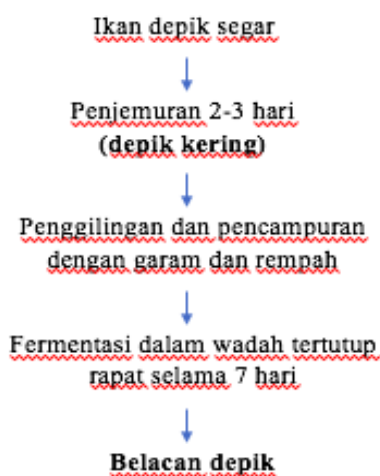 Ikan depik segar
Penjemuran 2-3 hari
(depik kering)
Penggilingan dan pencampuran
dengan garam dan rempah
Fermentasi dalam wadah tertutup
rapat selama 7 hari
Belacan depik